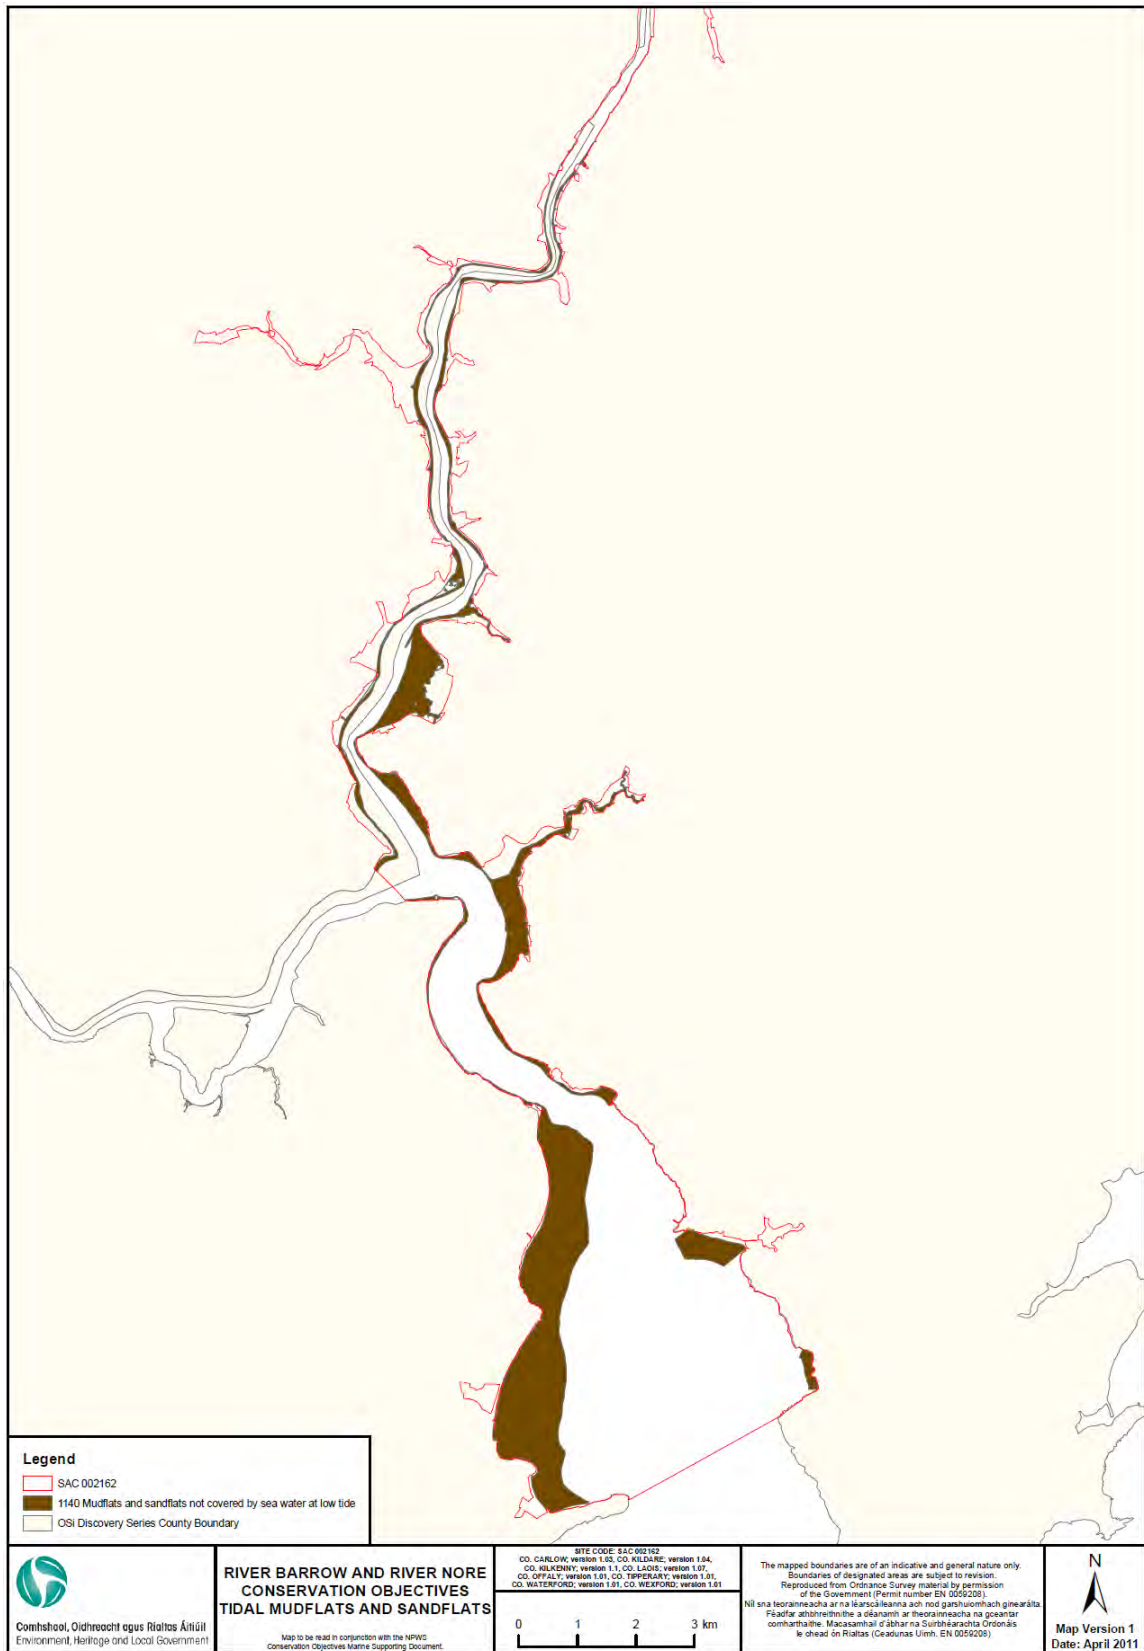 Legend
SAC 002162
1140 Mudflats and sandflats not covered by sea water at low tide
OSi Discovery Series County Boundary
Comhshaol, Oidhreacht agus Rialtas Áitiúil
Environment, Heritage and Local Government
RIVER BARROW AND RIVER NORE
CONSERVATION OBJECTIVES
TIDAL MUDFLATS AND SANDFLATS
Map to be read in conjunction with the NPWS
Conservation Objectives Marine Supporting Document.
SITE CODE: SAC 002162
CO. CARLOW; version 1.03, CO. KILDARE; version 1.04,
CO. KILKENNY; version 1.1, CO. LAOIS; version 1.07,
CO. OFFALY; version 1.01, CO. TIPPERARY; version 1.01,
CO. WATERFORD; version 1.01, CO. WEXFORD; version 1.01
0 1 2 3 km
The mapped boundaries are of an indicative and general nature only.
Boundaries of designated areas are subject to revision.
Reproduced from Ordnance Survey material by permission
of the Government (Permit number EN 0059208).
Níl sna teorainneacha ar na léarscáileanna ach nod garshuiomhach ginearálta.
Féadfar athbhreithnithe a déanamh ar theorainneacha na gceantar
comharthaithe. Macasamhail d'ábhar na Suirbhéarachta Ordonáis
le chead ón Rialtas (Ceadunas Uimh. EN 0059208)
N
Map Version 1
Date: April 2011